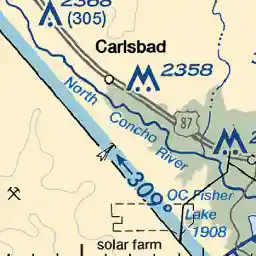 2368
(305)
Carlsbad
2358
North Concho River
87
309°
OC Fisher
Lake
1908
solar farm